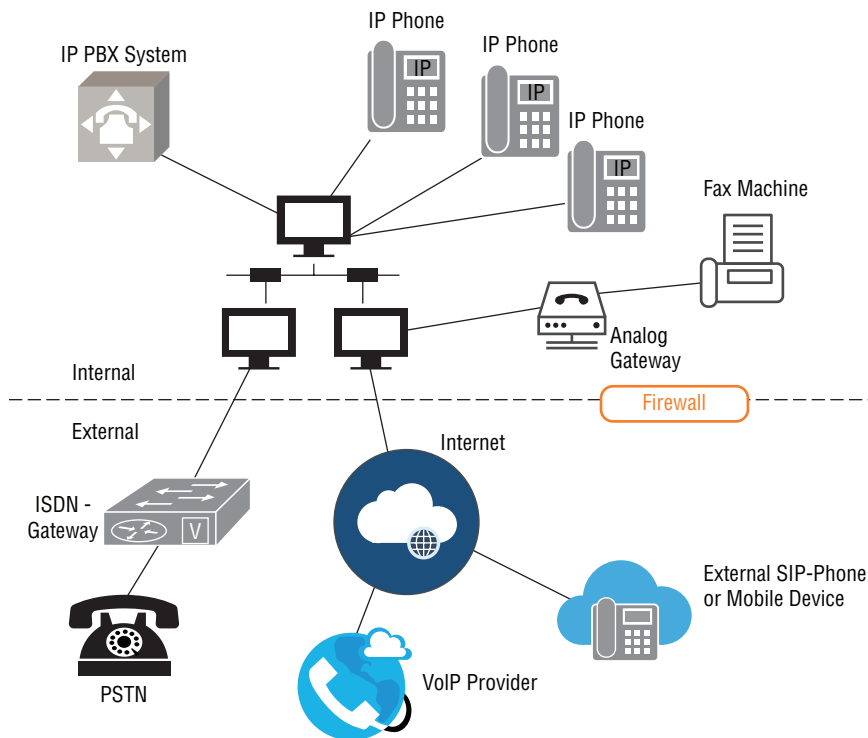 IP Phone
IP PBX System
IP Phone
IP
IP
IP Phone
IP
Fax Machine
Analog
Gateway
Internal
Firewall
External
Internet
ISDN -
Gateway
V
External SIP-Phone
or Mobile Device
VoIP Provider
PSTN